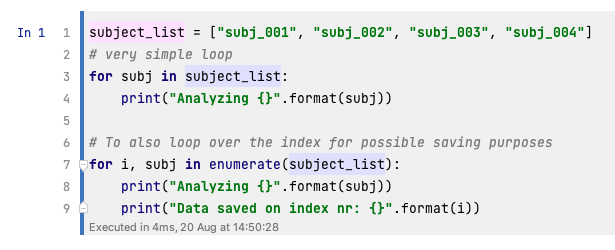 In 1 1 subject_list = ["subj_001", "subj_002", "subj_003", "subj_004"]
2 # very simple loop
3 for subj in subject_list:
4     print("Analyzing {}".format(subj))
5
6 # To also loop over the index for possible saving purposes
7 for i, subj in enumerate(subject_list):
8     print("Analyzing {}".format(subj))
9     print("Data saved on index nr: {}".format(i))
Executed in 4ms, 20 Aug at 14:50:28